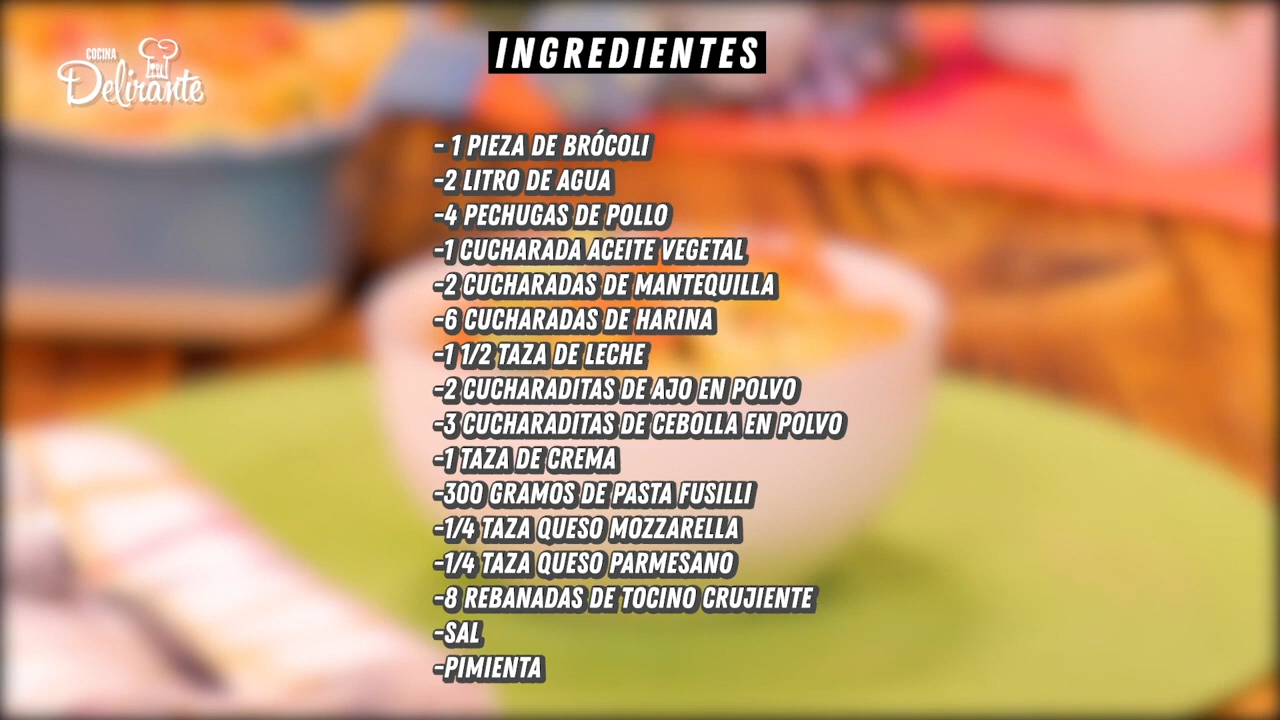 COCINA
Delirante
INGREDIENTES
- 1 PIEZA DE BRÓCOLI
-2 LITRO DE AGUA
-4 PECHUGAS DE POLLO
-1 CUCHARADA ACEITE VEGETAL
-2 CUCHARADAS DE MANTEQUILLA
-6 CUCHARADAS DE HARINA
-1 1/2 TAZA DE LECHE
-2 CUCHARADITAS DE AJO EN POLVO
-3 CUCHARADITAS DE CEBOLLA EN POLVO
-1 TAZA DE CREMA
-300 GRAMOS DE PASTA FUSILLI
-1/4 TAZA QUESO MOZZARELLA
-1/4 TAZA QUESO PARMESANO
-8 REBANADAS DE TOCINO CRUJIENTE
-SAL
-PIMIENTA